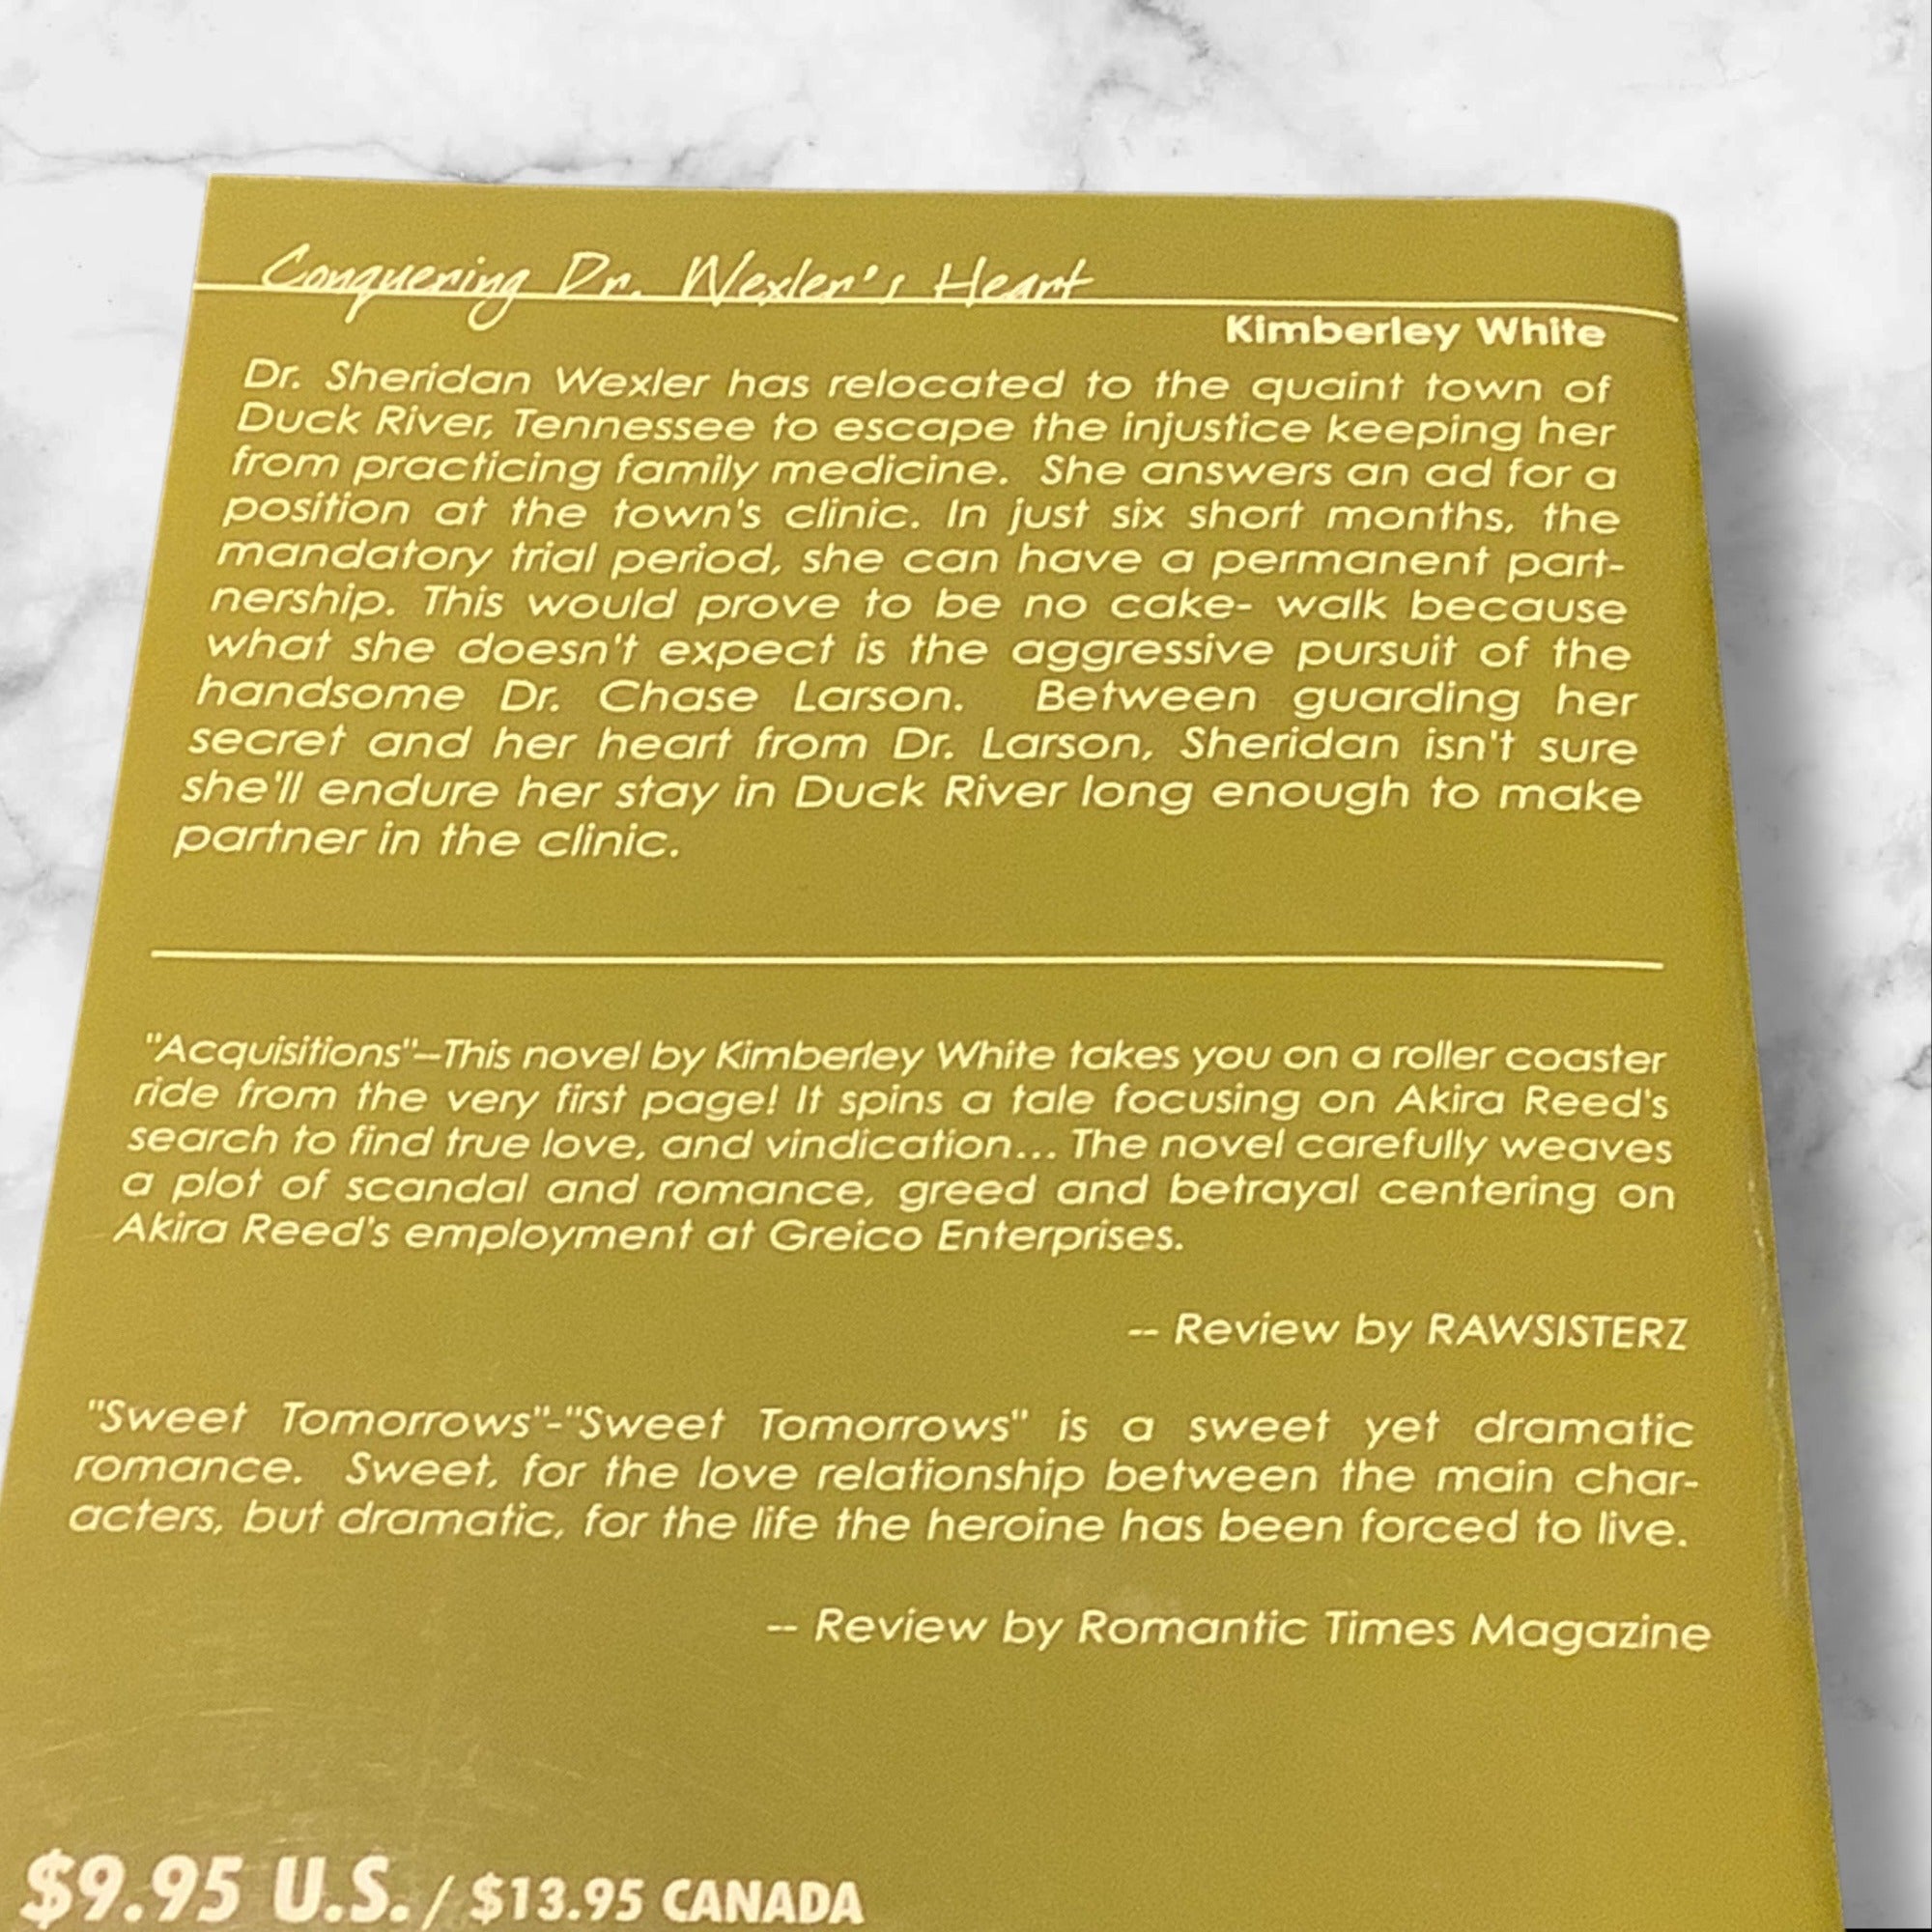 Conquering Dr. Wexler's Heart
Kimberley White
Dr. Sheridan Wexler has relocated to the quaint town of
Duck River, Tennessee to escape the injustice keeping her
from practicing family medicine. She answers an ad for a
position at the town's clinic. In just six short months, the
mandatory trial period, she can have a permanent part-
nership. This would prove to be no cake- walk because
what she doesn't expect is the aggressive pursuit of the
handsome Dr. Chase Larson. Between guarding her
secret and her heart from Dr. Larson, Sheridan isn't sure
she'll endure her stay in Duck River long enough to make
partner in the clinic.
"Acquisitions"--This novel by Kimberley White takes you on a roller coaster
ride from the very first page! It spins a tale focusing on Akira Reed's
search to find true love, and vindication... The novel carefully weaves
a plot of scandal and romance, greed and betrayal centering on
Akira Reed's employment at Greico Enterprises.
-- Review by RAWSISTERZ
"Sweet Tomorrows"-"Sweet Tomorrows" is a sweet yet dramatic
romance. Sweet, for the love relationship between the main char-
acters, but dramatic, for the life the heroine has been forced to live.
-- Review by Romantic Times Magazine
$9.95 U.S. / $13.95 CANADA